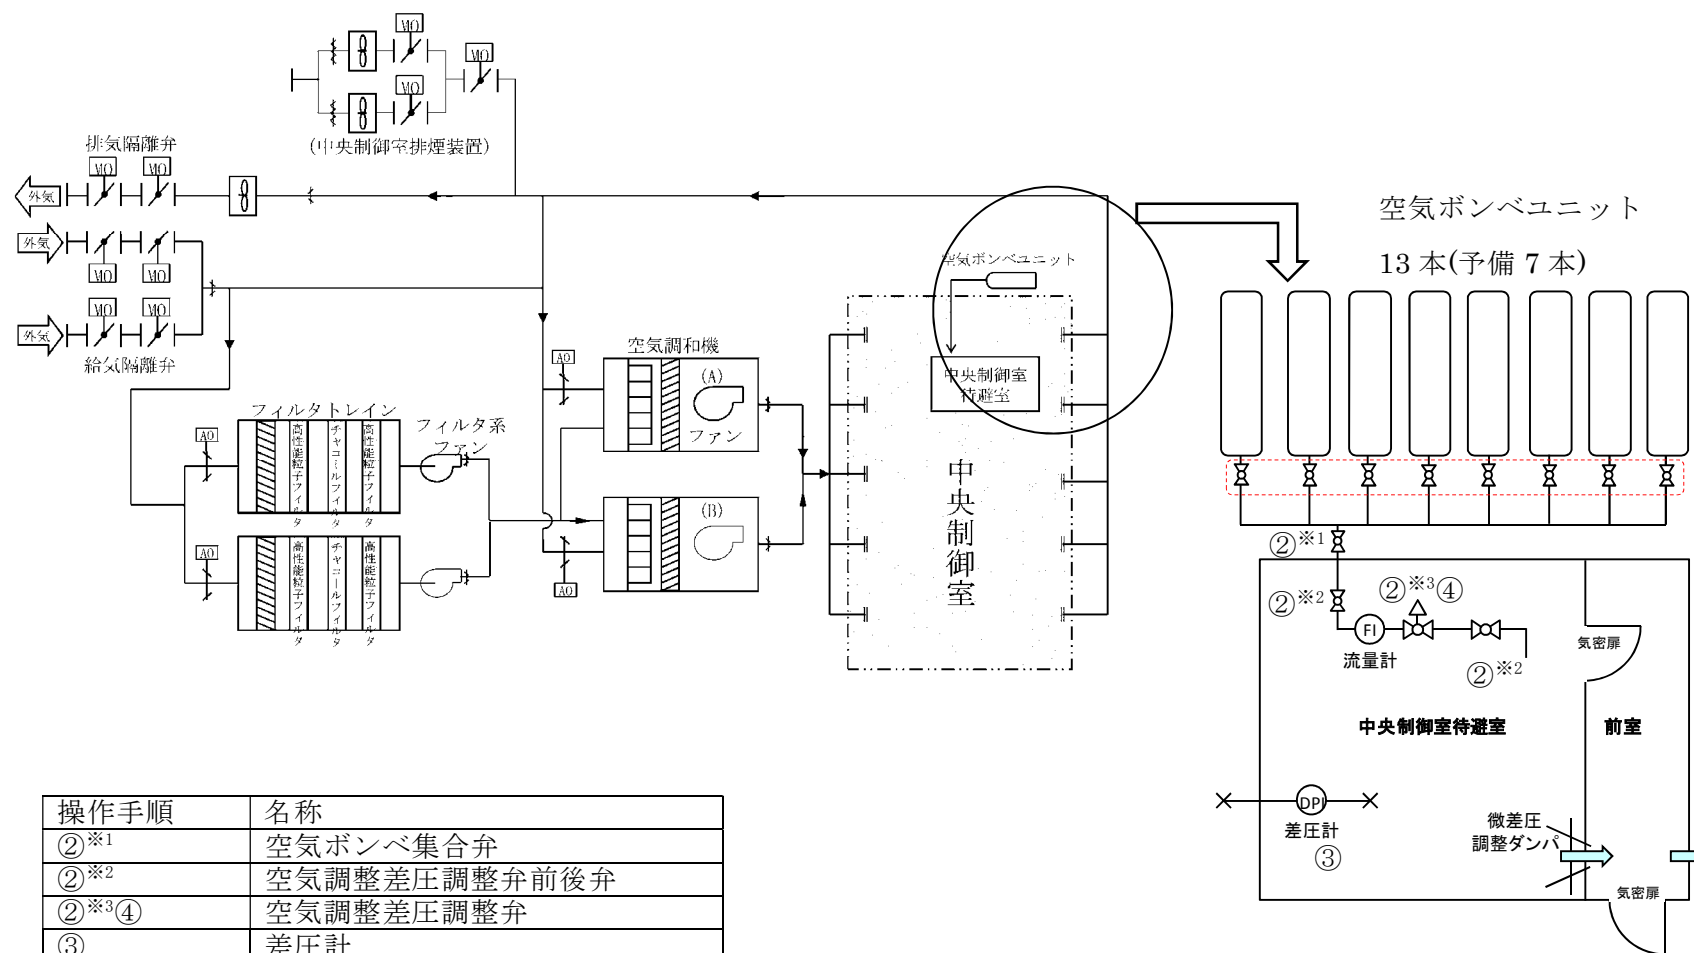 MO
MO
MO
(中央制御室排煙装置)
排気隔離弁
MO
MO
外気
外気
MO
MO
MO
MO
外気
給気隔離弁
空気ボンベユニット
13 本(予備 7 本)
空気ボンベユニット
中央制御室
待避室
中央制御室
空気調和機
AO
(A)
ファン
(B)
AO
フィルタトレイン
フィルタ系
ファン
AO
高性能粒子フィルタ
チャコールフィルタ
高性能粒子フィルタ
AO
高性能粒子フィルタ
チャコールフィルタ
高性能粒子フィルタ
②※1
②※2
②※3④
FI
流量計
②※2
気密扉
中央制御室待避室
前室
DPI
差圧計
③
微差圧
調整ダンパ
気密扉
操作手順 名称
②※1 空気ボンベ集合弁
②※2 空気調整差圧調整弁前後弁
②※3④ 空気調整差圧調整弁
③ 差圧計